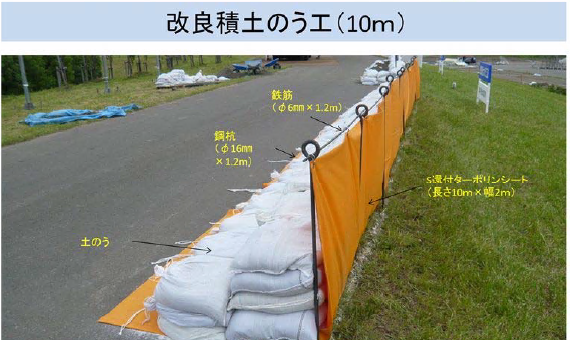 改良積土のう工（10m）
鉄筋
（φ6㎜×1.2m）
鋼杭
（φ16㎜
×1.2m）
S環付ターポリンシート
（長さ10m×幅2m）
土のう